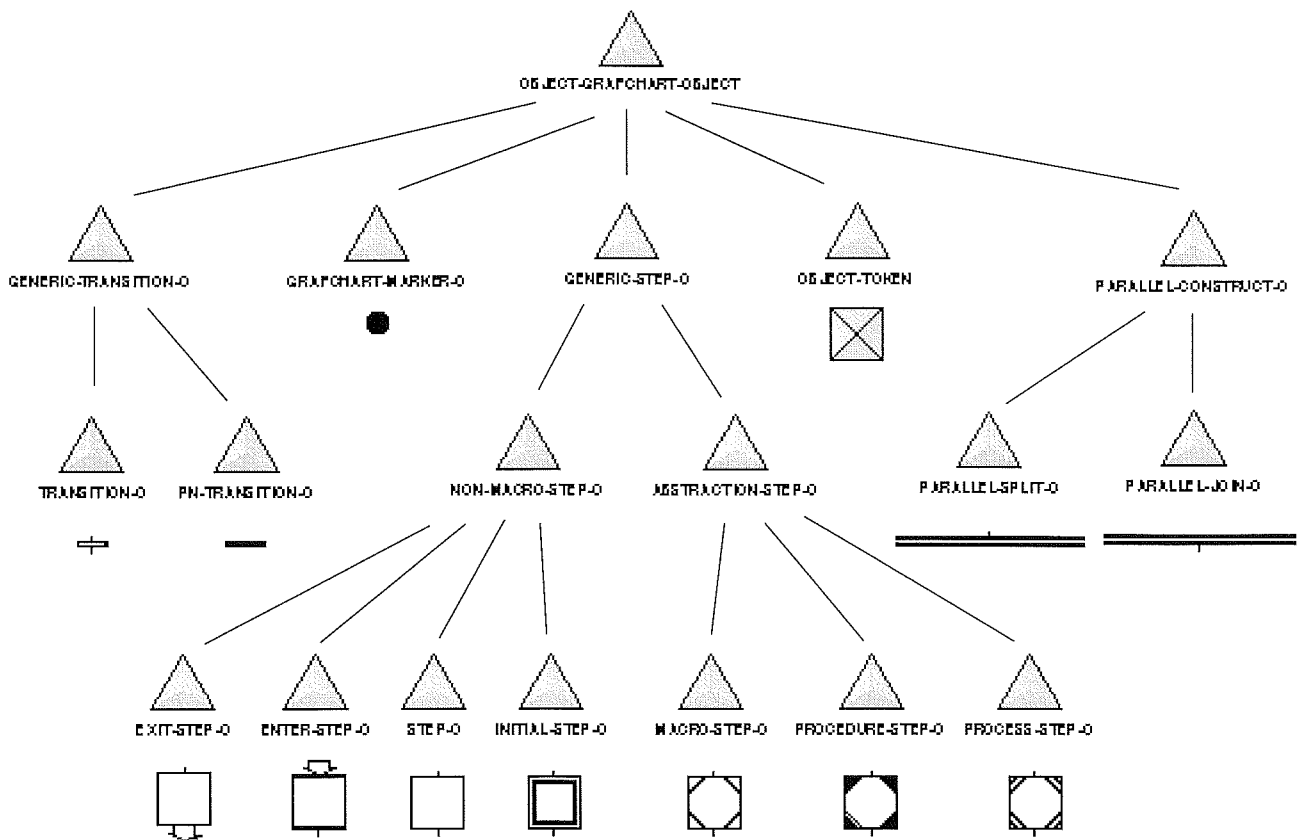 OBJECT-GRAFCHART-OBJECT
GENERIC-TRANSITION-O
GRAFCHART-MARKER-O
GENERIC-STEP-O
OBJECT-TOKEN
PARALLEL-CONSTRUCT-O
TRANSITION-O
PN-TRANSITION-O
NON-MACRO-STEP-O
ABSTRACTION-STEP-O
PARALLEL-SPLIT-O
PARALLEL-JOIN-O
EXIT-STEP-O
ENTER-STEP-O
STEP-O
INITIAL-STEP-O
MACRO-STEP-O
PROCEDURE-STEP-O
PROCESS-STEP-O